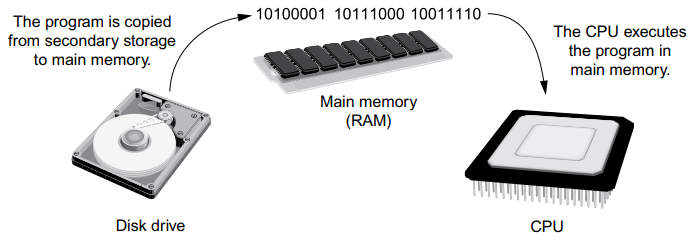 The program is copied
from secondary storage
to main memory.
10100001 10111000 10011110
The CPU executes
the program in
main memory.
Main memory
(RAM)
Disk drive
CPU